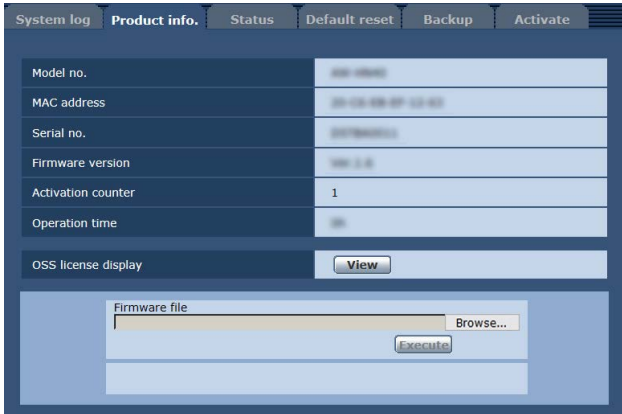 System log Product info. Status Default reset Backup Activate
Model no.
MAC address
Serial no.
Firmware version
Activation counter 1
Operation time
OSS license display View
Firmware file
Browse...
Execute